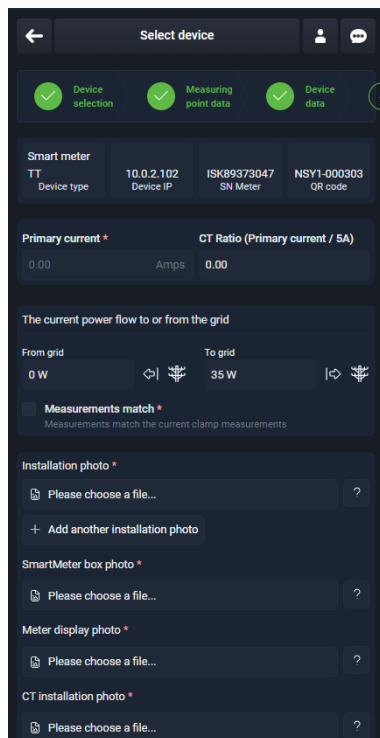 Select device
Device selection
Measuring point data
Device data
Smart meter
TT
Device type
10.0.2.102
Device IP
ISK89373047
SN Meter
NSY1-000303
QR code
Primary current *
CT Ratio (Primary current / 5A)
0.00 Amps
0.00
The current power flow to or from the grid
From grid
To grid
0 W
35 W
Measurements match *
Measurements match the current clamp measurements
Installation photo *
Please choose a file...
?
+ Add another installation photo
SmartMeter box photo *
Please choose a file...
?
Meter display photo *
Please choose a file...
?
CT installation photo *
Please choose a file...
?